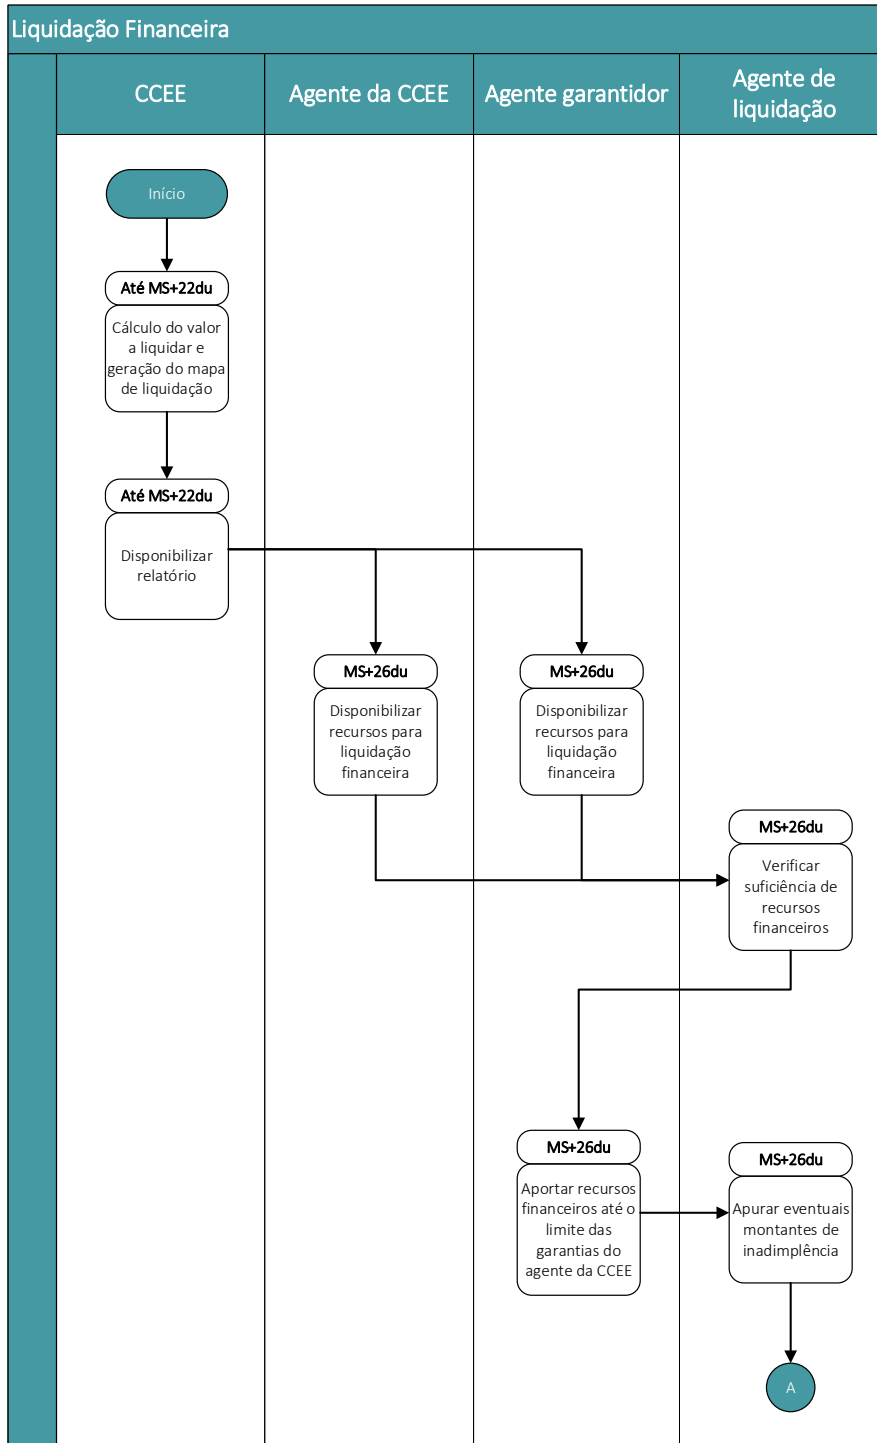 Liquidação Financeira
CCEE
Agente da CCEE
Agente garantidor
Agente de
liquidação
Início
Até MS+22du
Cálculo do valor
a liquidar e
geração do mapa
de liquidação
Até MS+22du
Disponibilizar
relatório
MS+26du
Disponibilizar
recursos para
liquidação
financeira
MS+26du
Disponibilizar
recursos para
liquidação
financeira
MS+26du
Verificar
suficiência de
recursos
financeiros
MS+26du
Aportar recursos
financeiros até o
limite das
garantias do
agente da CCEE
MS+26du
Apurar eventuais
montantes de
inadimplência
A